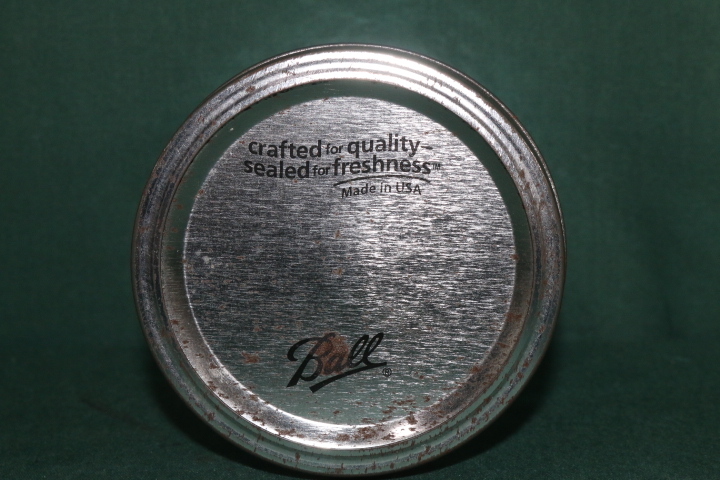 crafted for quality–
sealed for freshness™
Made in USA
Ball®